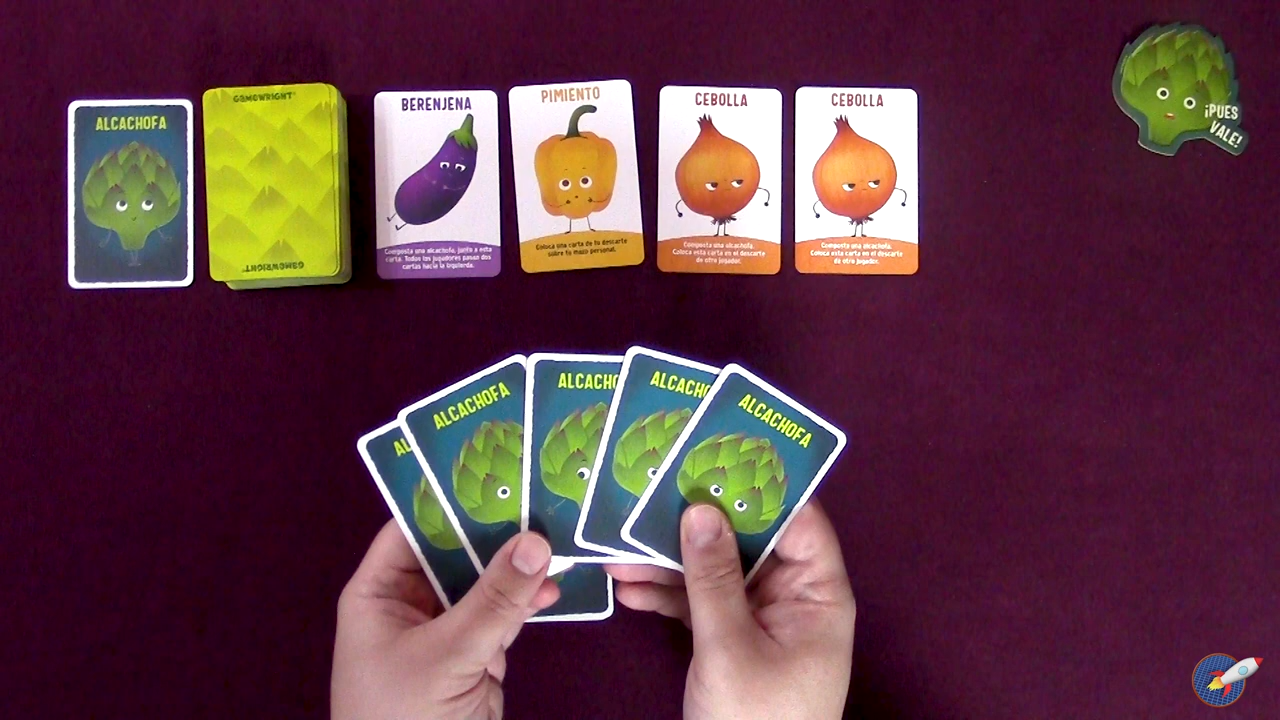 ALCACHOFA
GAMEWRIGHT
GAMEWRIGHT
BERENJENA
Composta una alcachofa, junto a esta
carta. Todos los jugadores pasan dos
cartas hacia la izquierda.
PIMIENTO
Coloca una carta de tu descarte
sobre tu mazo personal.
CEBOLLA
Composta una alcachofa.
Coloca esta carta en el descarte
de otro jugador.
CEBOLLA
Composta una alcachofa.
Coloca esta carta en el descarte
de otro jugador.
¡PUES
VALE!
AL
ALCACHOFA
ALCACHO
ALCACHO
ALCACHOFA